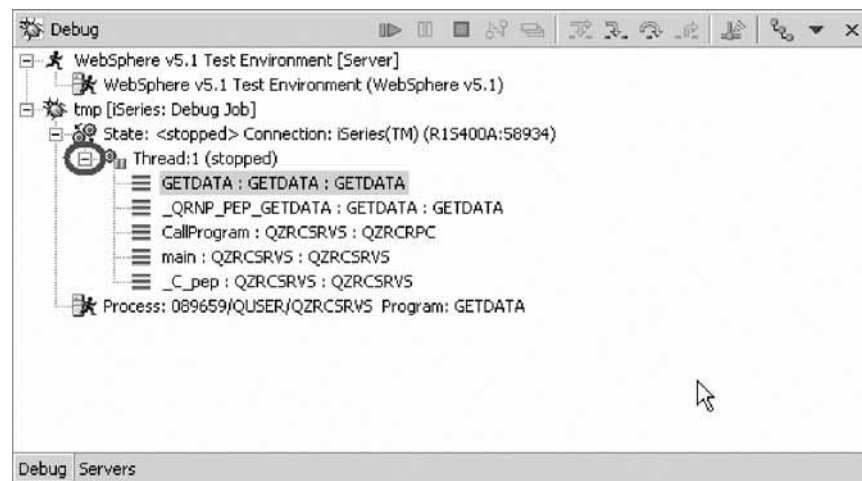 Debug
WebSphere v5.1 Test Environment [Server]
WebSphere v5.1 Test Environment (WebSphere v5.1)
tmp [iSeries: Debug Job]
State: <stopped> Connection: iSeries(TM) (R15400A:58934)
Thread:1 (stopped)
GETDATA : GETDATA : GETDATA
_QRNP_PEP_GETDATA : GETDATA : GETDATA
CallProgram : QZRCSRVS : QZRCRPC
main : QZRCSRVS : QZRCSRVS
_C_pep : QZRCSRVS : QZRCSRVS
Process: 089659/QUSER/QZRCSRVS Program: GETDATA
Debug Servers